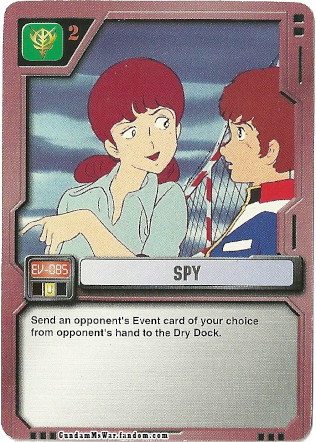 2
EV-085
U
SPY
Send an opponent's Event card of your choice
from opponent's hand to the Dry Dock.
GundamMsWar.fandom.com